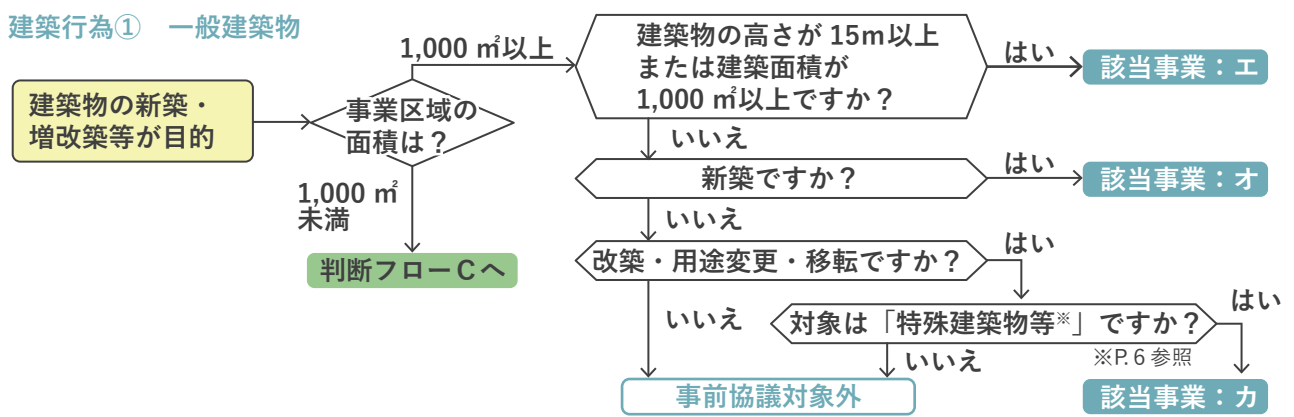 建築行為① 一般建築物
建築物の新築・
増改築等が目的
事業区域の
面積は？
1,000 ㎡以上
1,000 ㎡
未満
判断フローCへ
建築物の高さが 15m以上
または建築面積が
1,000 ㎡以上ですか？
はい
該当事業：エ
いいえ
新築ですか？
はい
該当事業：オ
いいえ
改築・用途変更・移転ですか？
はい
いいえ
対象は「特殊建築物等※」ですか？
はい
※P. 6 参照
いいえ
事前協議対象外
該当事業：カ